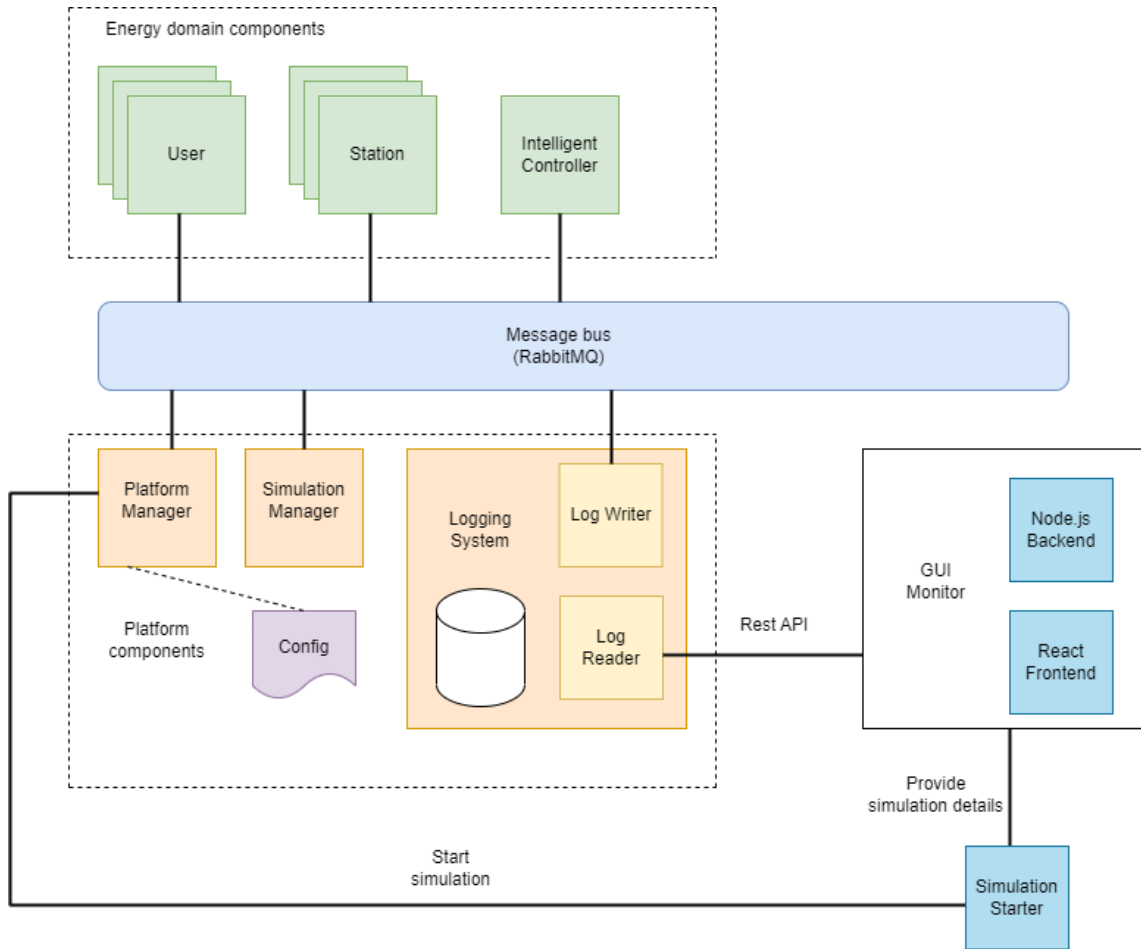 Energy domain components
User
Station
Intelligent
Controller
Message bus
(RabbitMQ)
Platform
Manager
Simulation
Manager
Logging
System
Log Writer
Node.js
Backend
GUI
Monitor
Platform
components
Config
Log
Reader
Rest API
React
Frontend
Provide
simulation details
Start
simulation
Simulation
Starter